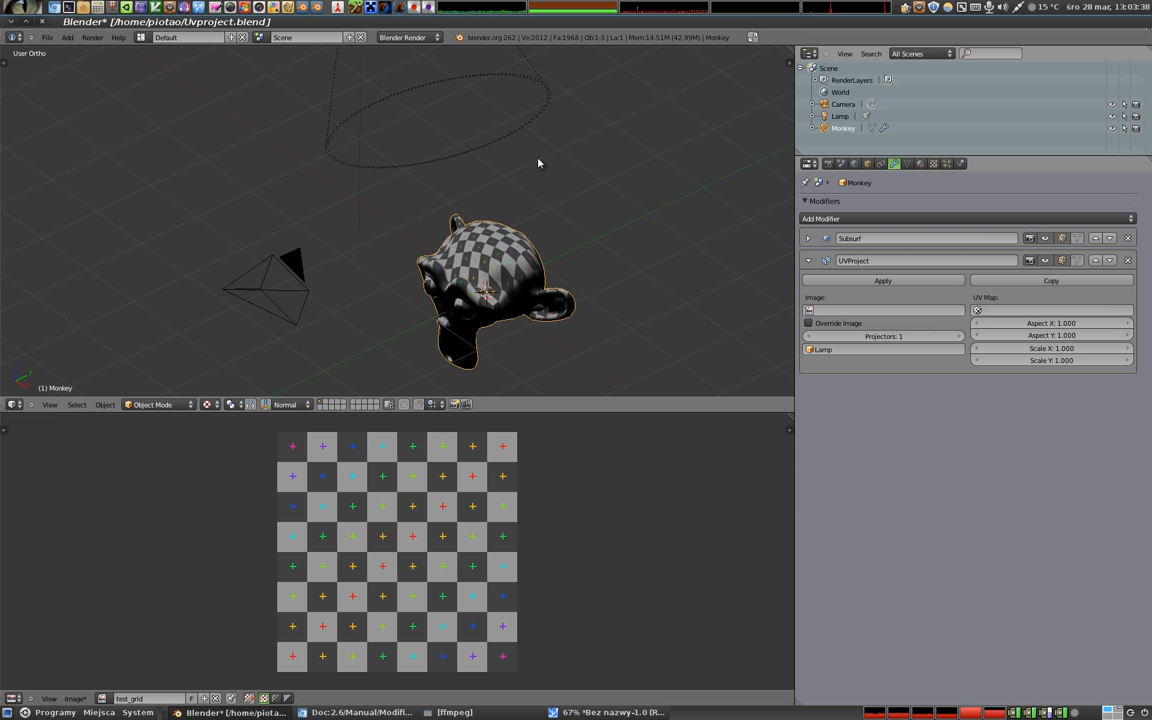 15 °C śro 28 mar, 13:03:38
Blender* [/home/piotao/Uvproject.blend]
File Add Render Help Default Scene Blender Render blender.org 262 | Ve:2012 | Fa:1968 | Ob:1-3 | La:1 | Mem:14.51M (42.99M) | Monkey
User Ortho
(1) Monkey
View Select Object Object Mode Normal
View Image* test_grid F
View Search All Scenes
Scene
RenderLayers
World
Camera
Lamp
Monkey
Monkey
Modifiers
Add Modifier
Subsurf
UVProject
Apply Copy
Image: UV Map:
Override Image Aspect X: 1.000
Projectors: 1 Aspect Y: 1.000
Lamp Scale X: 1.000
Scale Y: 1.000
Programy Miejsca System Blender* [/home/piota... Doc:2.6/Manual/Modifi... [ffmpeg] 67% *Bez nazwy-1.0 (R...